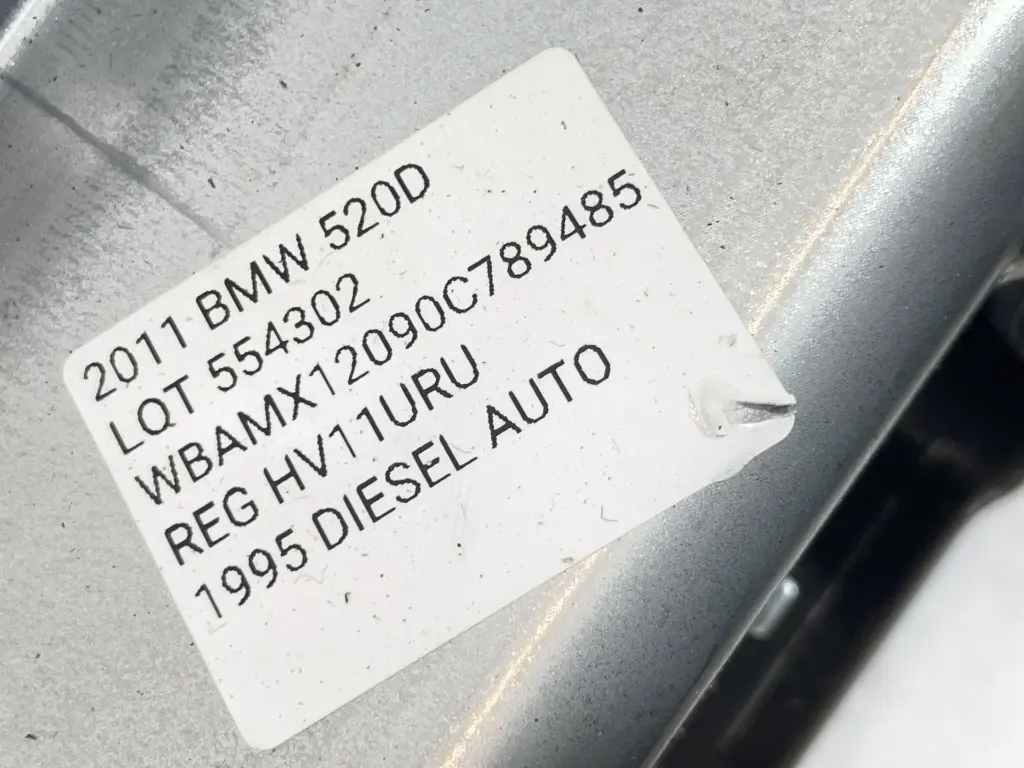 2011 BMW 520D
LQT 554302
WBAMX12090C789485
REG HV11URU
1995 DIESEL AUTO